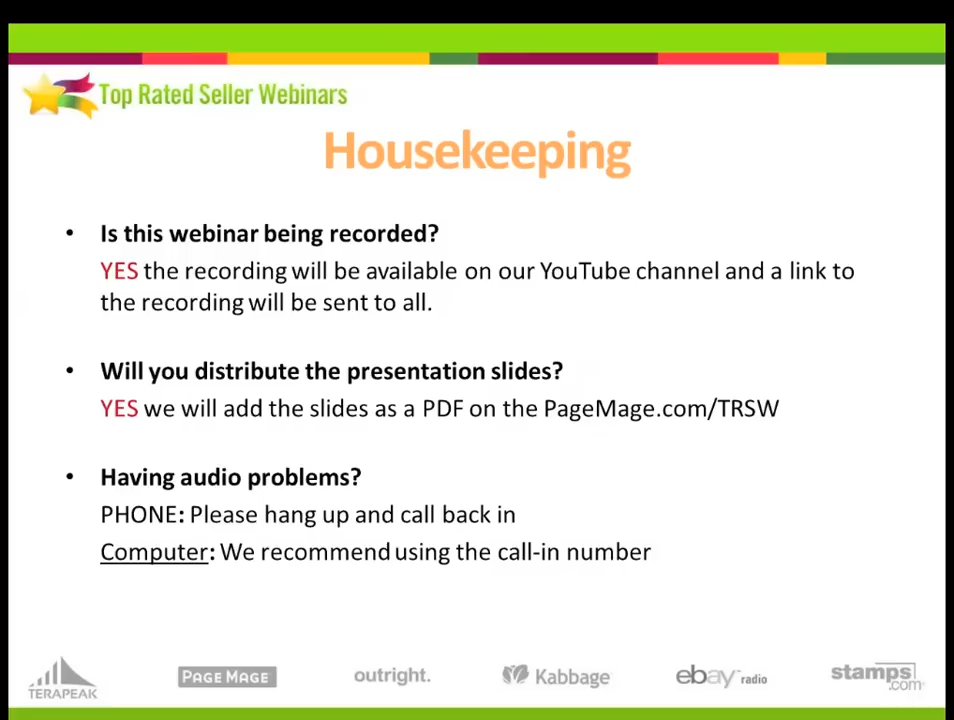 Top Rated Seller Webinars
Housekeeping
• Is this webinar being recorded?
YES the recording will be available on our YouTube channel and a link to
the recording will be sent to all.
• Will you distribute the presentation slides?
YES we will add the slides as a PDF on the PageMage.com/TRSW
• Having audio problems?
PHONE: Please hang up and call back in
Computer: We recommend using the call-in number
TERAPEAK PAGE MAGE outright. Kabbage ebay radio stamps.com